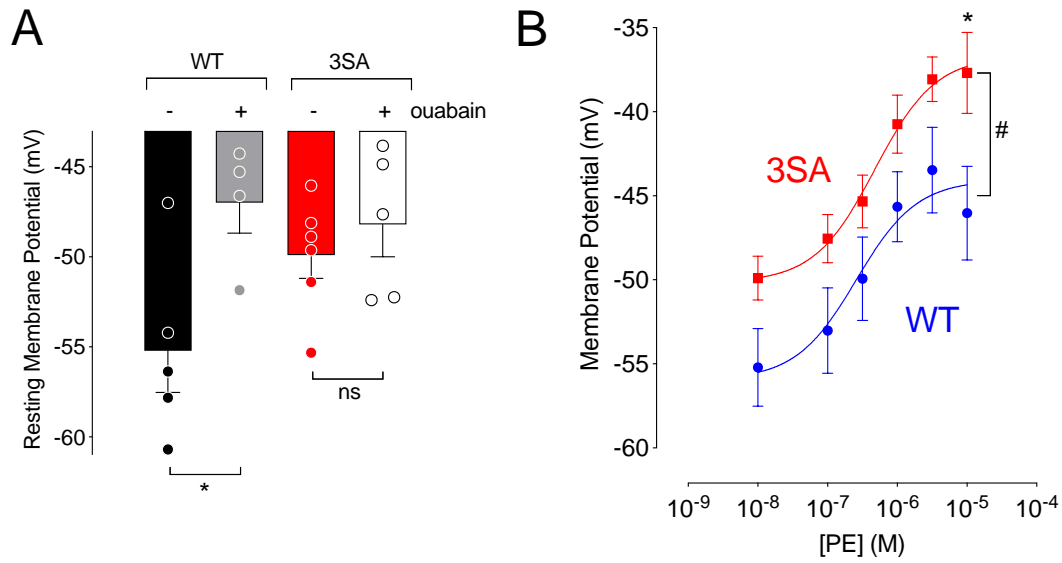 A
WT
3SA
-
+
-
+
ouabain
Resting Membrane Potential (mV)
-45
-50
-55
-60
*
ns
B
Membrane Potential (mV)
-35
-40
-45
-50
-55
-60
*
#
3SA
WT
10⁻⁹
10⁻⁸
10⁻⁷
10⁻⁶
10⁻⁵
10⁻⁴
[PE] (M)